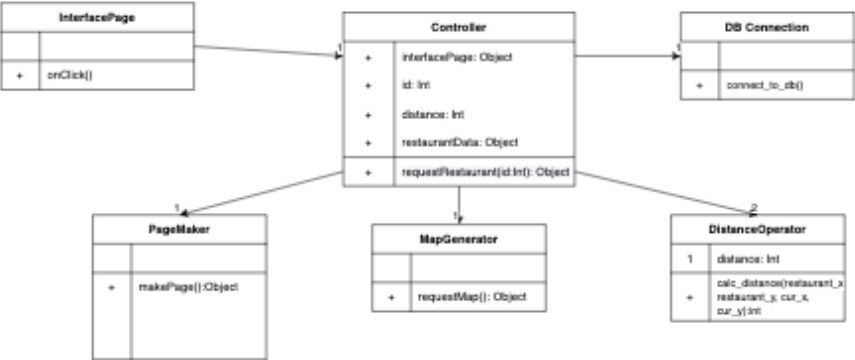 InterfacePage
+ onClick()
1
Controller
+ interfacePage: Object
+ id: Int
+ distance: Int
+ restaurantData: Object
+ requestRestaurant(id:Int): Object
1
DB Connection
+ connect_to_db()
1
PageMaker
+ makePage():Object
1
MapGenerator
+ requestMap(): Object
2
DistanceOperator
1 distance: Int
calc_distance(restaurant_x
+ restaurant_y, cur_x,
cur_y):int